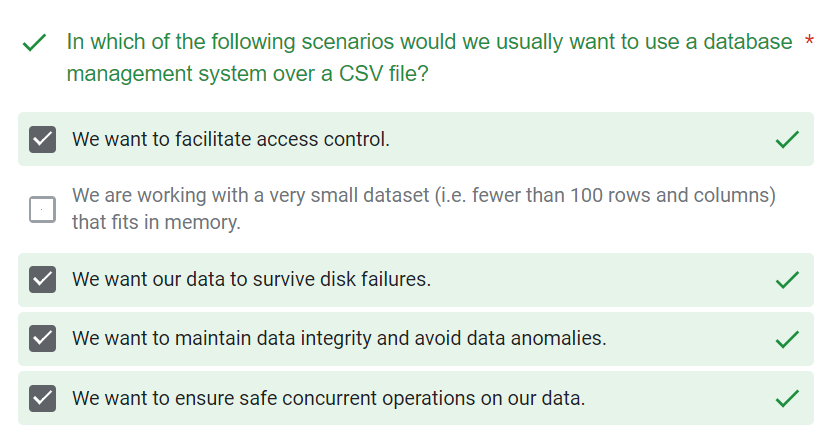 In which of the following scenarios would we usually want to use a database *
management system over a CSV file?
We want to facilitate access control.
We are working with a very small dataset (i.e. fewer than 100 rows and columns)
that fits in memory.
We want our data to survive disk failures.
We want to maintain data integrity and avoid data anomalies.
We want to ensure safe concurrent operations on our data.